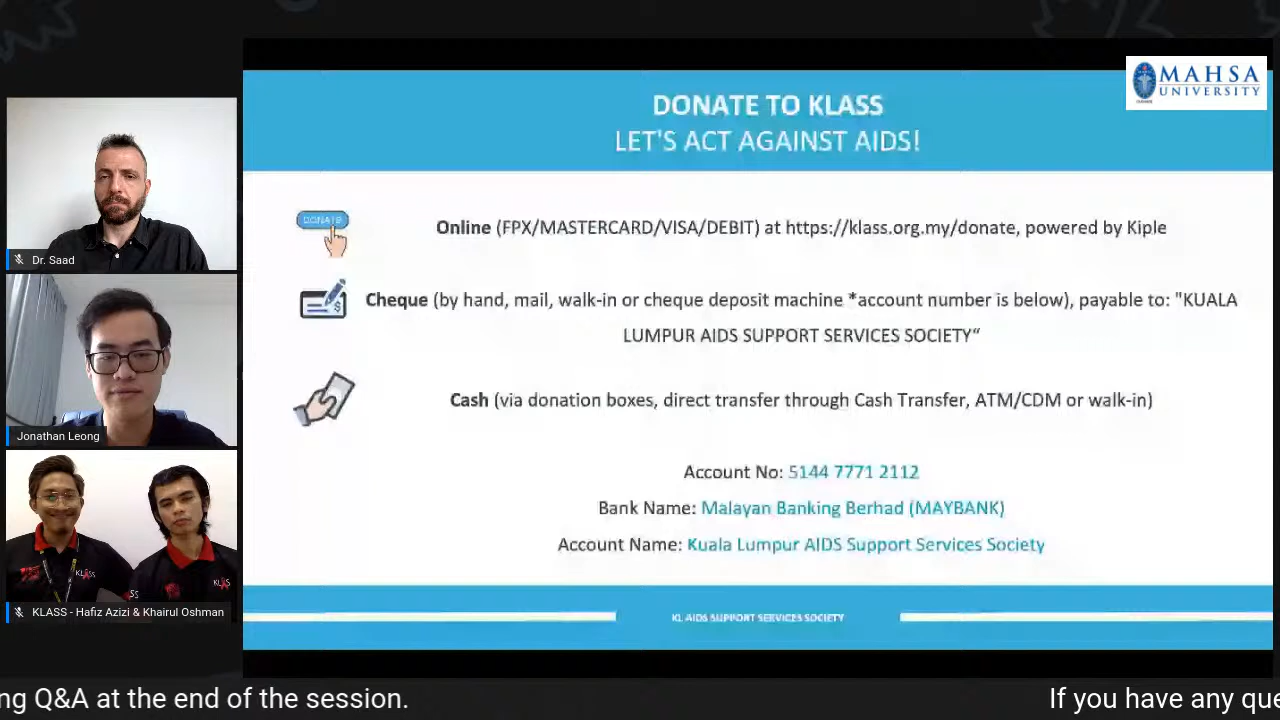 MAHSA
UNIVERSITY
DONATE TO KLASS
LET'S ACT AGAINST AIDS!
DONATE
Online (FPX/MASTERCARD/VISA/DEBIT) at https://klass.org.my/donate, powered by Kiple
Cheque (by hand, mail, walk-in or cheque deposit machine *account number is below), payable to: "KUALA
LUMPUR AIDS SUPPORT SERVICES SOCIETY“
Cash (via donation boxes, direct transfer through Cash Transfer, ATM/CDM or walk-in)
Account No: 5144 7771 2112
Bank Name: Malayan Banking Berhad (MAYBANK)
Account Name: Kuala Lumpur AIDS Support Services Society
KL AIDS SUPPORT SERVICES SOCIETY
Dr. Saad
Jonathan Leong
KLASS - Hafiz Azizi & Khairul Oshman
ng Q&A at the end of the session.
If you have any que